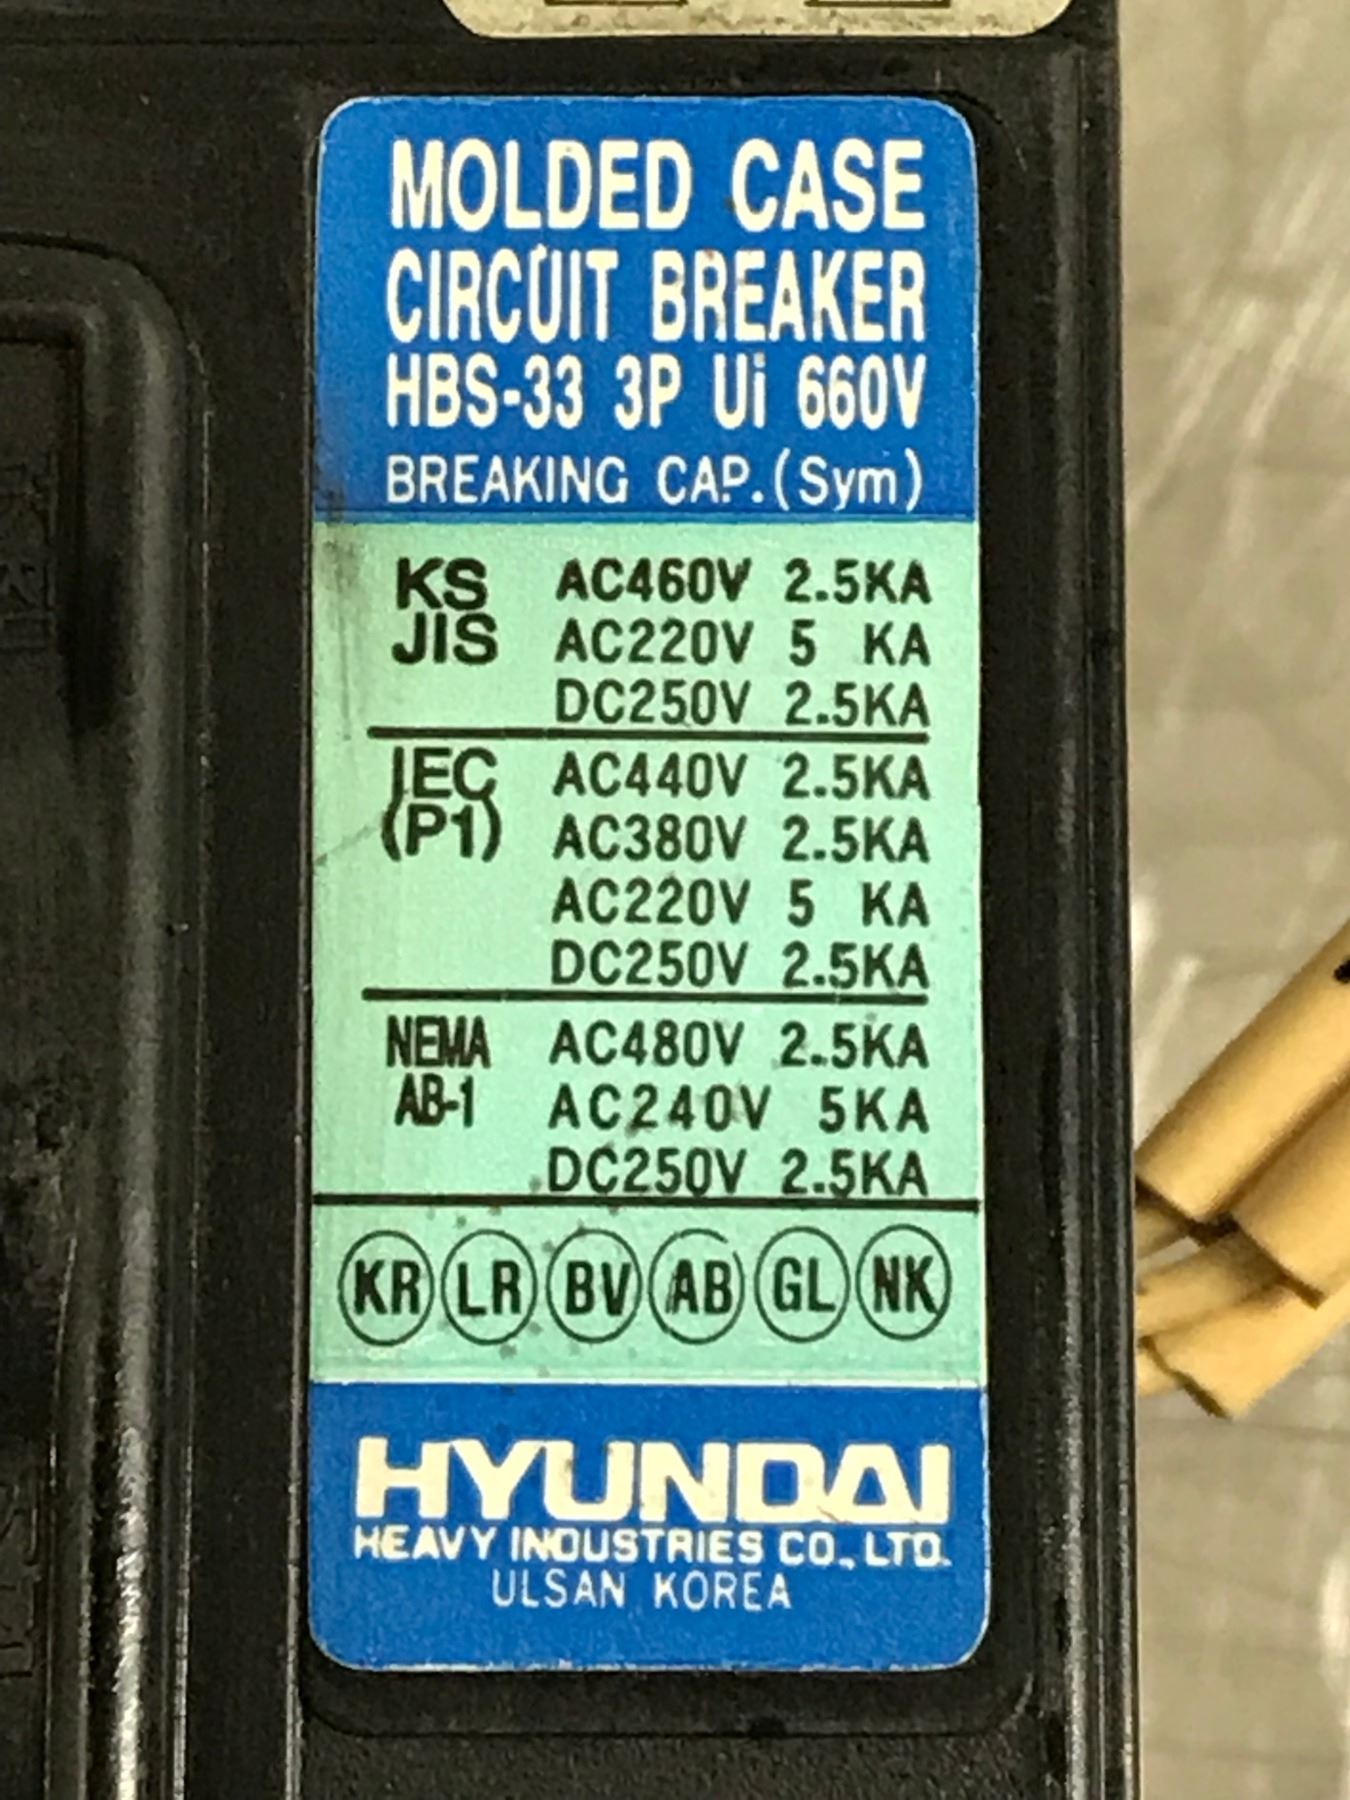 MOLDED CASE
CIRCUIT BREAKER
HBS-33 3P Ui 660V
BREAKING CAP.(Sym)
KS AC460V 2.5KA
JIS AC220V 5 KA
DC250V 2.5KA
IEC AC440V 2.5KA
(P1) AC380V 2.5KA
AC220V 5 KA
DC250V 2.5KA
NEMA AC480V 2.5KA
AB-1 AC240V 5KA
DC250V 2.5KA
KR LR BV AB GL NK
HYUNDAI
HEAVY INDUSTRIES CO., LTD.
ULSAN KOREA